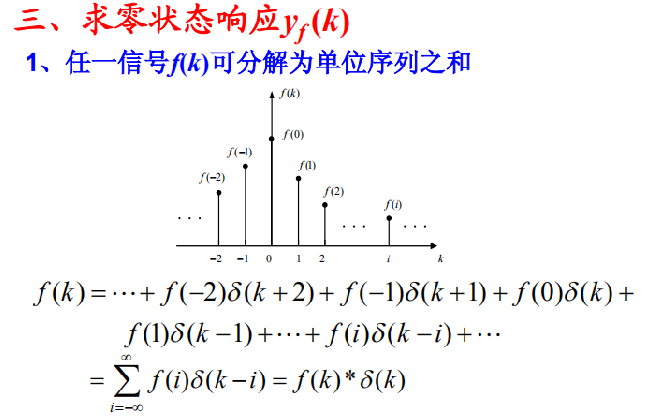 三、求零状态响应y_f(k)
1、任一信号f(k)可分解为单位序列之和
f(k)
f(0)
f(-1)
f(1)
f(-2)
f(2)
f(i)
··· ··· ···
-2 -1 0 1 2 i k
f(k)=⋯+f(-2)δ(k+2)+f(-1)δ(k+1)+f(0)δ(k)+
f(1)δ(k-1)+⋯+f(i)δ(k-i)+⋯
=∑_{i=-∞}^{∞} f(i)δ(k-i)=f(k)*δ(k)